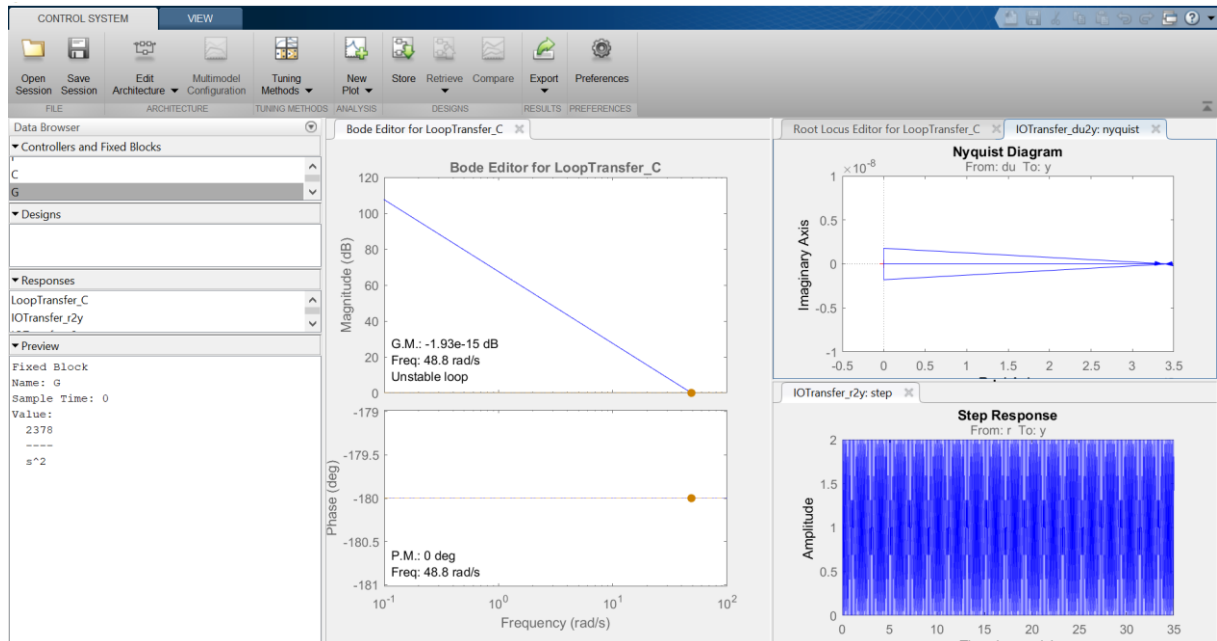 CONTROL SYSTEM VIEW
Open Session
Save Session
Edit Architecture
Multimodel Configuration
Tuning Methods
New Plot
Store
Retrieve
Compare
Export
Preferences
FILE ARCHITECTURE TUNING METHODS ANALYSIS DESIGNS RESULTS PREFERENCES
Data Browser
Controllers and Fixed Blocks
C
G
Designs
Responses
LoopTransfer_C
IOTransfer_r2y
Preview
Fixed Block
Name: G
Sample Time: 0
Value:
2378
----
s^2
Bode Editor for LoopTransfer_C
Bode Editor for LoopTransfer_C
Magnitude (dB)
120
100
80
60
40
20
0
G.M.: -1.93e-15 dB
Freq: 48.8 rad/s
Unstable loop
Phase (deg)
-179
-179.5
-180
-180.5
-181
P.M.: 0 deg
Freq: 48.8 rad/s
10^-1 10^0 10^1 10^2
Frequency (rad/s)
Root Locus Editor for LoopTransfer_C IOTransfer_du2y: nyquist
Nyquist Diagram
From: du To: y
×10^-8
Imaginary Axis
1
0.5
0
-0.5
-1
-0.5 0 0.5 1 1.5 2 2.5 3 3.5
IOTransfer_r2y: step
Step Response
From: r To: y
Amplitude
2
1.5
1
0.5
0
0 5 10 15 20 25 30 35